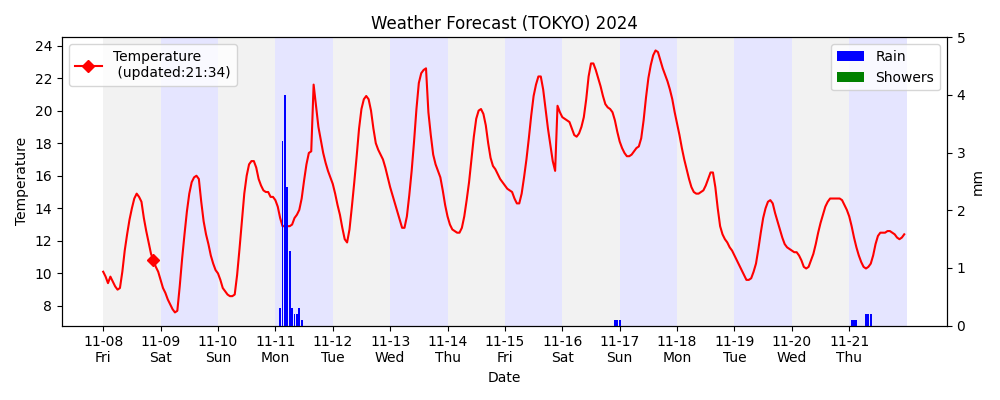 Weather Forecast (TOKYO) 2024
Temperature
(updated:21:34)
Rain
Showers
Temperature
24
22
20
18
16
14
12
10
8
5
4
3
2
1
0
mm
11-08 11-09 11-10 11-11 11-12 11-13 11-14 11-15 11-16 11-17 11-18 11-19 11-20 11-21
Fri Sat Sun Mon Tue Wed Thu Fri Sat Sun Mon Tue Wed Thu
Date